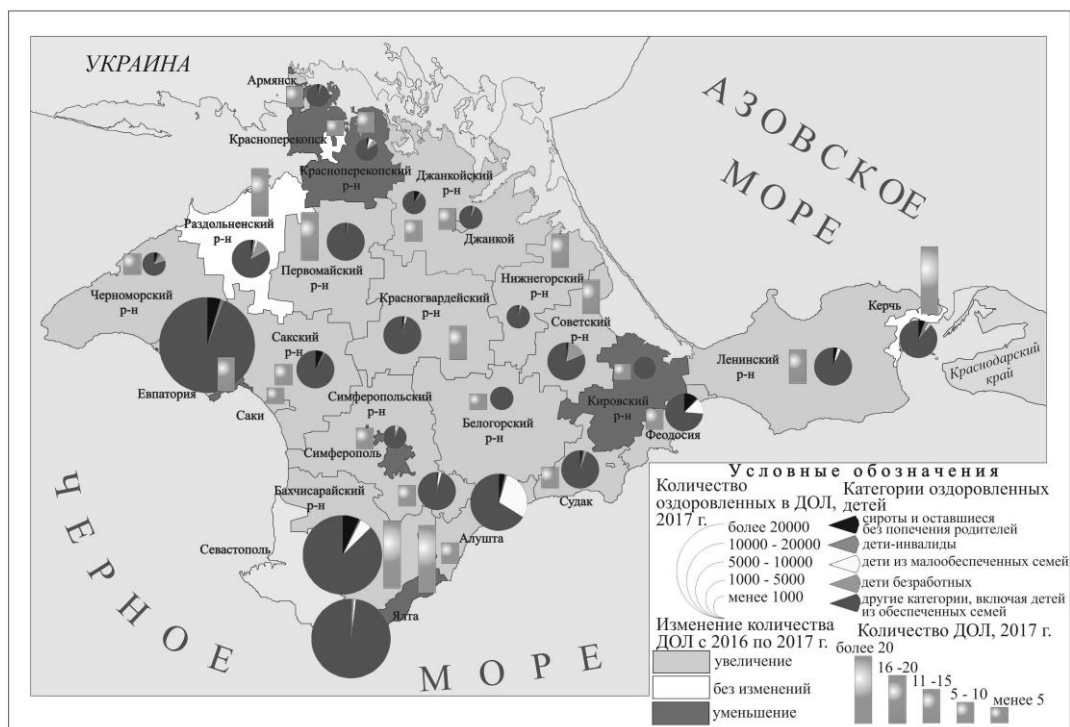 УКРАИНА
Армянск
Красноперекопск
Красноперекопский
р-н
Джанкойский
р-н
Джанкой
Раздольненский
р-н
Первомайский
р-н
Нижнегорский
р-н
Черноморский
р-н
Красногвардейский
р-н
Советский
р-н
Керчь
Сакский
р-н
Ленинский
р-н
Краснодарский
край
Евпатория
Саки
Симферопольский
р-н
Кировский
р-н
Белогорский
р-н
Феодосия
Симферополь
Бахчисарайский
р-н
Судак
Алушта
Севастополь
Ялта
АЗОВСКОЕ
МОРЕ
ЧЕРНОЕ
МОРЕ
Условные обозначения
Количество
оздоровленных в ДОЛ,
2017 г.
более 20000
10000 - 20000
5000 - 10000
1000 - 5000
менее 1000
Категории оздоровленных
детей
сироты и оставшиеся
без попечения родителей
дети-инвалиды
дети из малообеспеченных семей
дети безработных
другие категории, включая детей
из обеспеченных семей
Изменение количества
ДОЛ с 2016 по 2017 г.
увеличение
без изменений
уменьшение
Количество ДОЛ, 2017 г.
более 20
16 -20
11 -15
5 - 10
менее 5